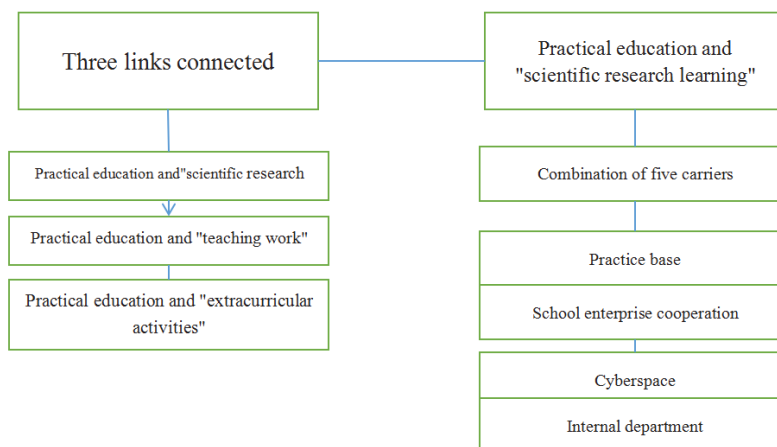 Three links connected
Practical education and"scientific research
Practical education and "teaching work"
Practical education and "extracurricular
activities"
Practical education and
"scientific research learning"
Combination of five carriers
Practice base
School enterprise cooperation
Cyberspace
Internal department